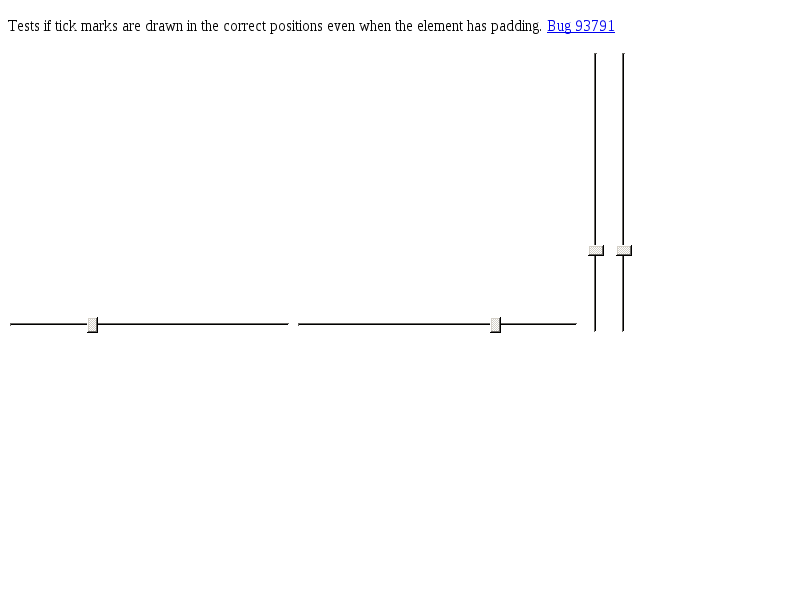 Tests if tick marks are drawn in the correct positions even when the element has padding. Bug 93791